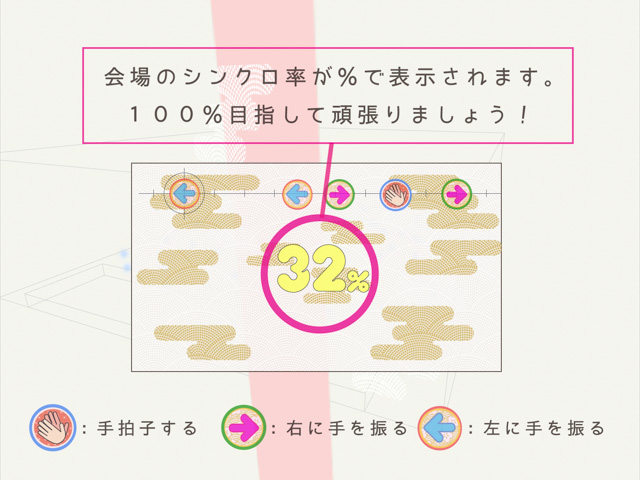 会場のシンクロ率が%で表示されます。
１００%目指して頑張りましょう！
32%
：手拍子する
：右に手を振る
：左に手を振る